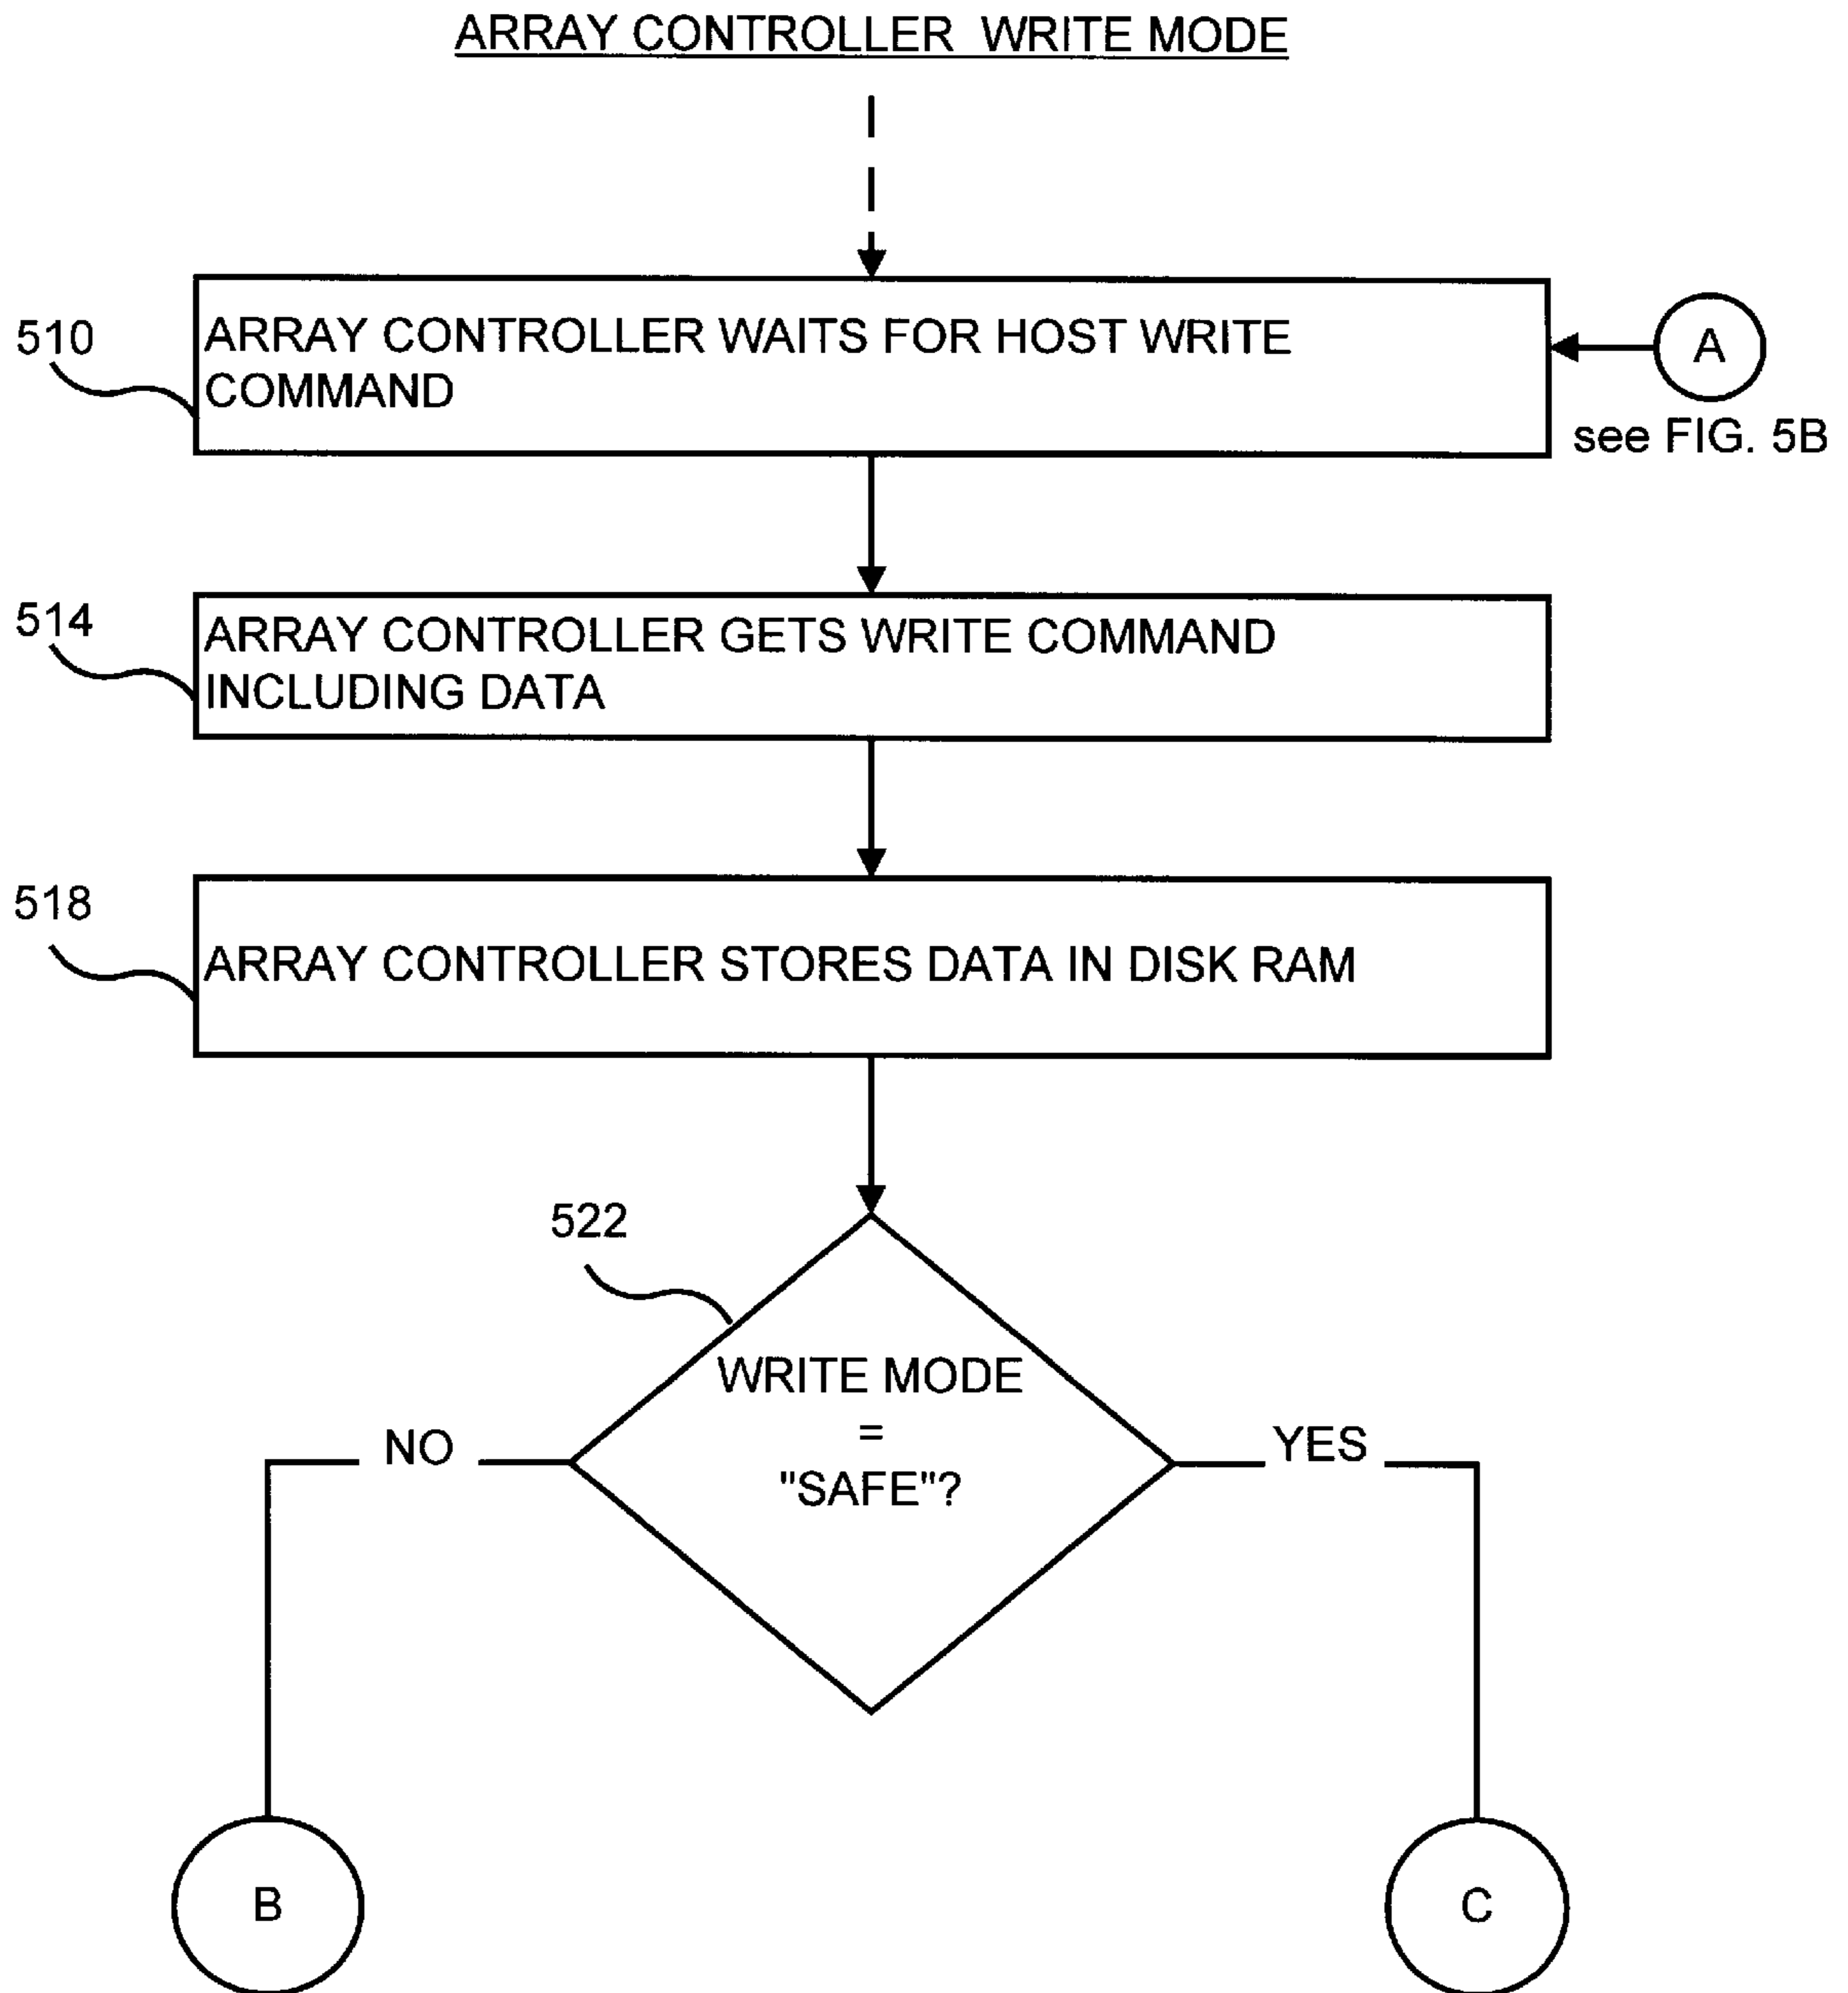 ARRAY CONTROLLER WRITE MODE
510
ARRAY CONTROLLER WAITS FOR HOST WRITE
COMMAND
A
see FIG. 5B
514
ARRAY CONTROLLER GETS WRITE COMMAND
INCLUDING DATA
518
ARRAY CONTROLLER STORES DATA IN DISK RAM
522
WRITE MODE
=
"SAFE"?
NO
YES
B
C